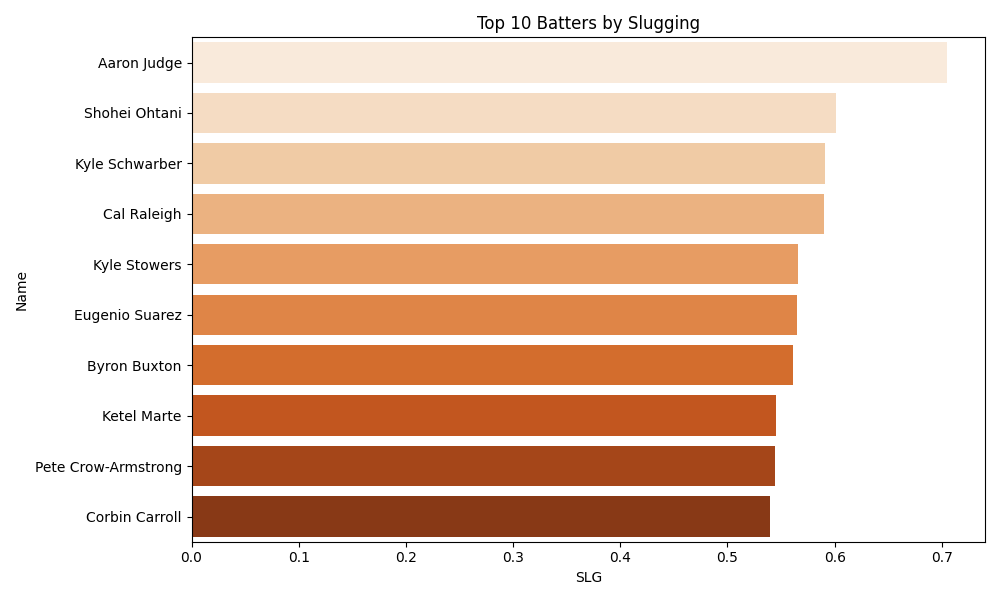 Top 10 Batters by Slugging
Name
Aaron Judge
Shohei Ohtani
Kyle Schwarber
Cal Raleigh
Kyle Stowers
Eugenio Suarez
Byron Buxton
Ketel Marte
Pete Crow-Armstrong
Corbin Carroll
0.0 0.1 0.2 0.3 0.4 0.5 0.6 0.7
SLG